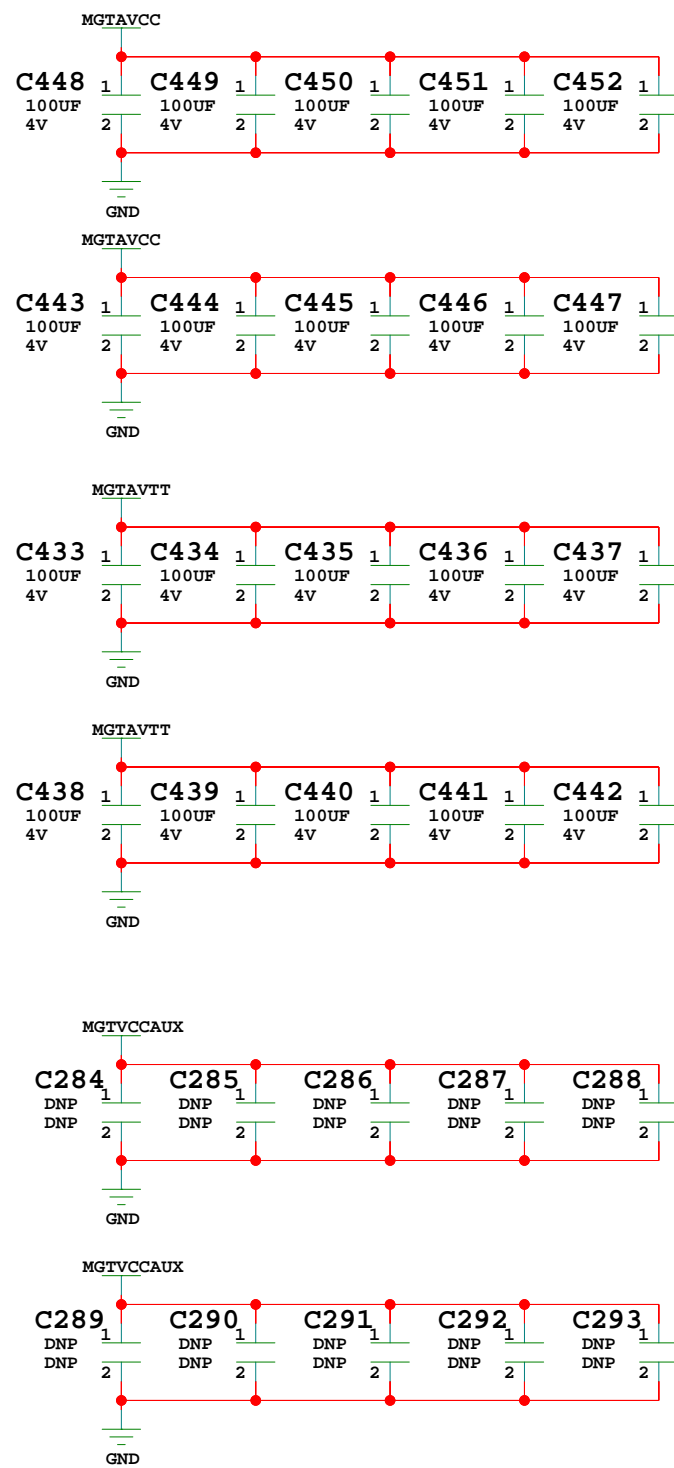 MGTAVCC
C448 1 C449 1 C450 1 C451 1 C452 1
100UF 100UF 100UF 100UF 100UF
4V 2 4V 2 4V 2 4V 2 4V 2
GND
MGTAVCC
C443 1 C444 1 C445 1 C446 1 C447 1
100UF 100UF 100UF 100UF 100UF
4V 2 4V 2 4V 2 4V 2 4V 2
GND
MGTAVTT
C433 1 C434 1 C435 1 C436 1 C437 1
100UF 100UF 100UF 100UF 100UF
4V 2 4V 2 4V 2 4V 2 4V 2
GND
MGTAVTT
C438 1 C439 1 C440 1 C441 1 C442 1
100UF 100UF 100UF 100UF 100UF
4V 2 4V 2 4V 2 4V 2 4V 2
GND
MGTVCCAUX
C284 1 C285 1 C286 1 C287 1 C288 1
DNP DNP DNP DNP DNP
DNP 2 DNP 2 DNP 2 DNP 2 DNP 2
GND
MGTVCCAUX
C289 1 C290 1 C291 1 C292 1 C293 1
DNP DNP DNP DNP DNP
DNP 2 DNP 2 DNP 2 DNP 2 DNP 2
GND